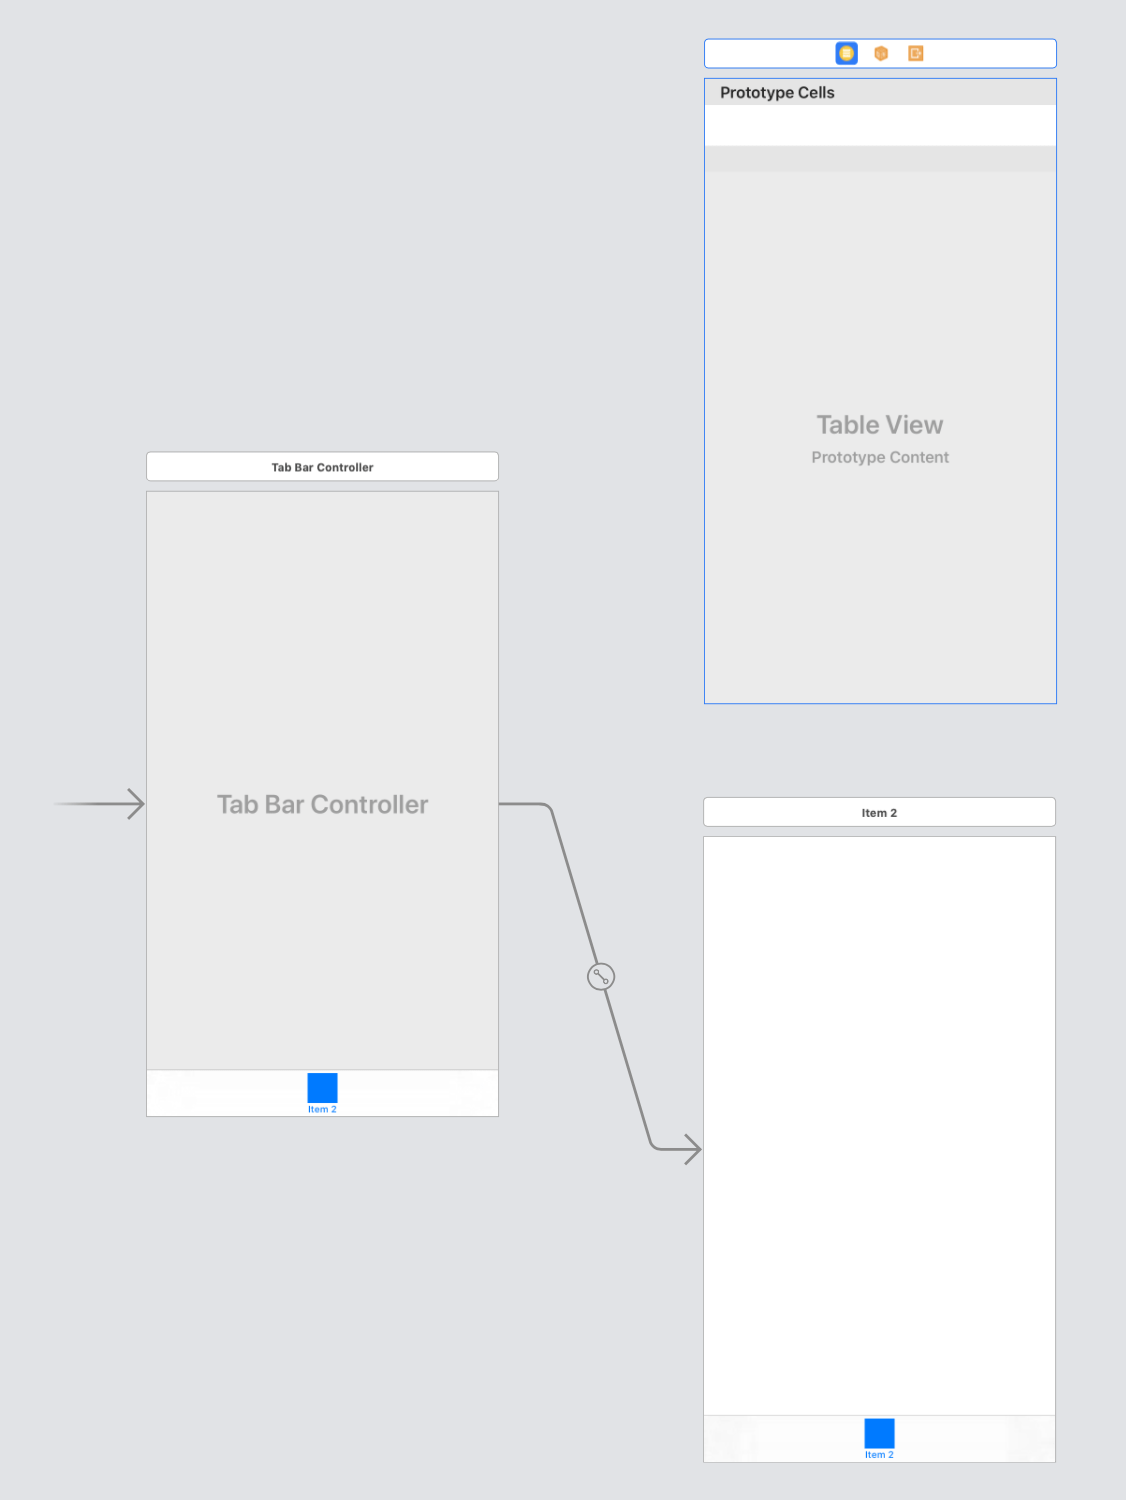 Prototype Cells
Table View
Prototype Content
Tab Bar Controller
Tab Bar Controller
Item 2
Item 2
Item 2